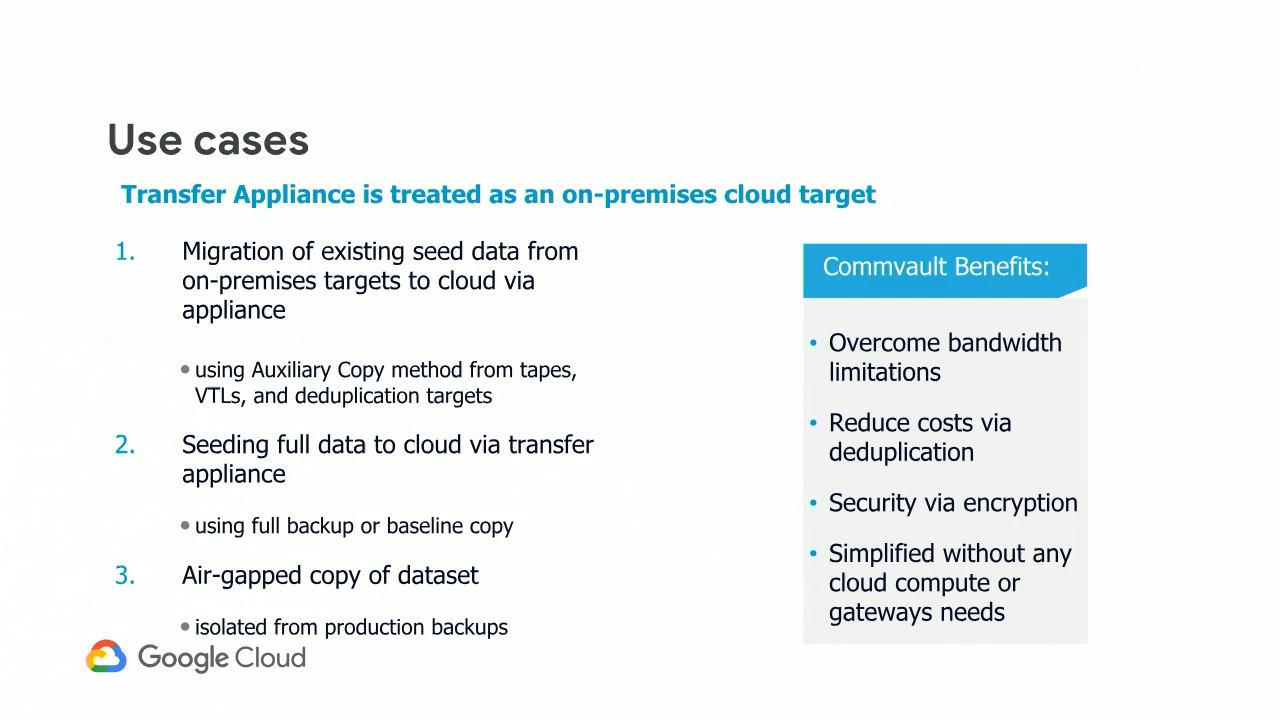 Use cases
Transfer Appliance is treated as an on-premises cloud target
1. Migration of existing seed data from
on-premises targets to cloud via
appliance
• using Auxiliary Copy method from tapes,
VTLs, and deduplication targets
2. Seeding full data to cloud via transfer
appliance
• using full backup or baseline copy
3. Air-gapped copy of dataset
• isolated from production backups
Commvault Benefits:
• Overcome bandwidth
limitations
• Reduce costs via
deduplication
• Security via encryption
• Simplified without any
cloud compute or
gateways needs
Google Cloud